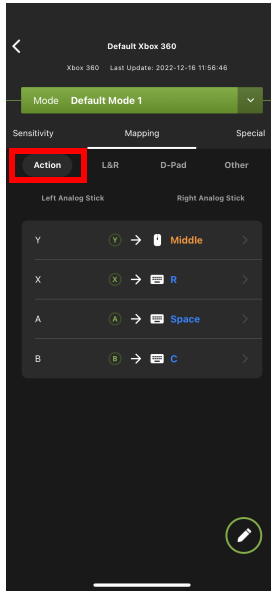 Default Xbox 360
Xbox 360 Last Update: 2022-12-16 11:56:46
Mode Default Mode 1
Sensitivity Mapping Special
Action L&R D-Pad Other
Left Analog Stick Right Analog Stick
Y Y Middle
X X R
A A Space
B B C